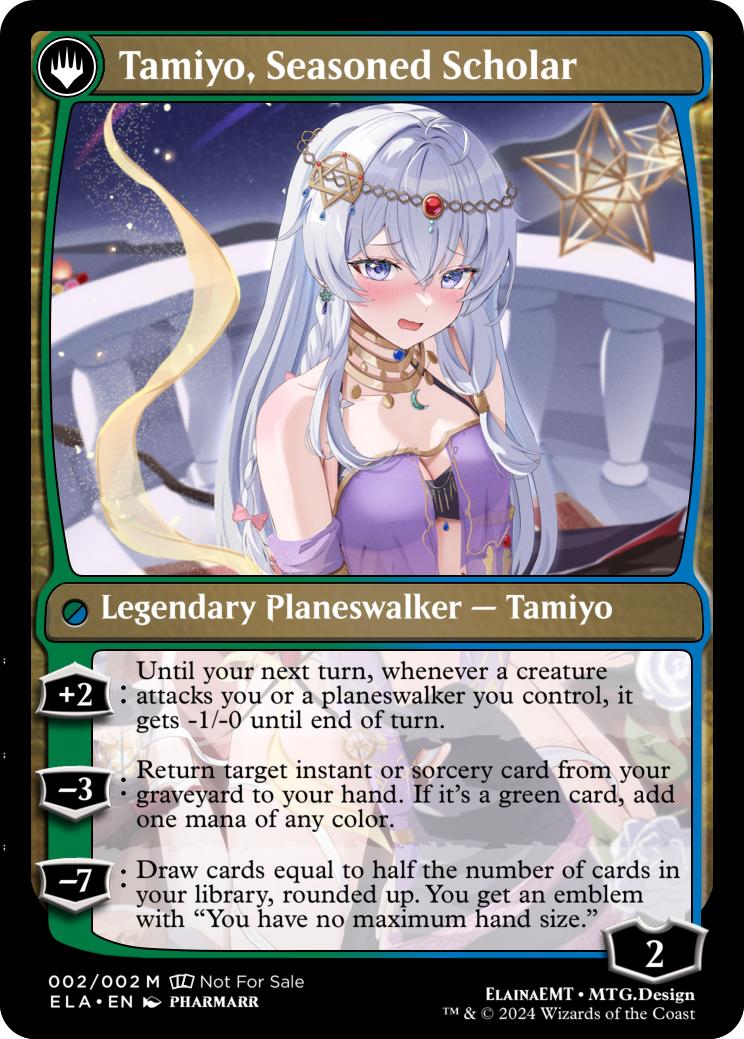 Tamiyo, Seasoned Scholar
Legendary Planeswalker — Tamiyo
+2 : Until your next turn, whenever a creature
attacks you or a planeswalker you control, it
gets -1/-0 until end of turn.
−3 : Return target instant or sorcery card from your
graveyard to your hand. If it's a green card, add
one mana of any color.
−7 : Draw cards equal to half the number of cards in
your library, rounded up. You get an emblem
with “You have no maximum hand size.”
2
002/002 M Not For Sale
ELA • EN PHARMARR
ELAINAEMT • MTG.DESIGN
™ & © 2024 Wizards of the Coast